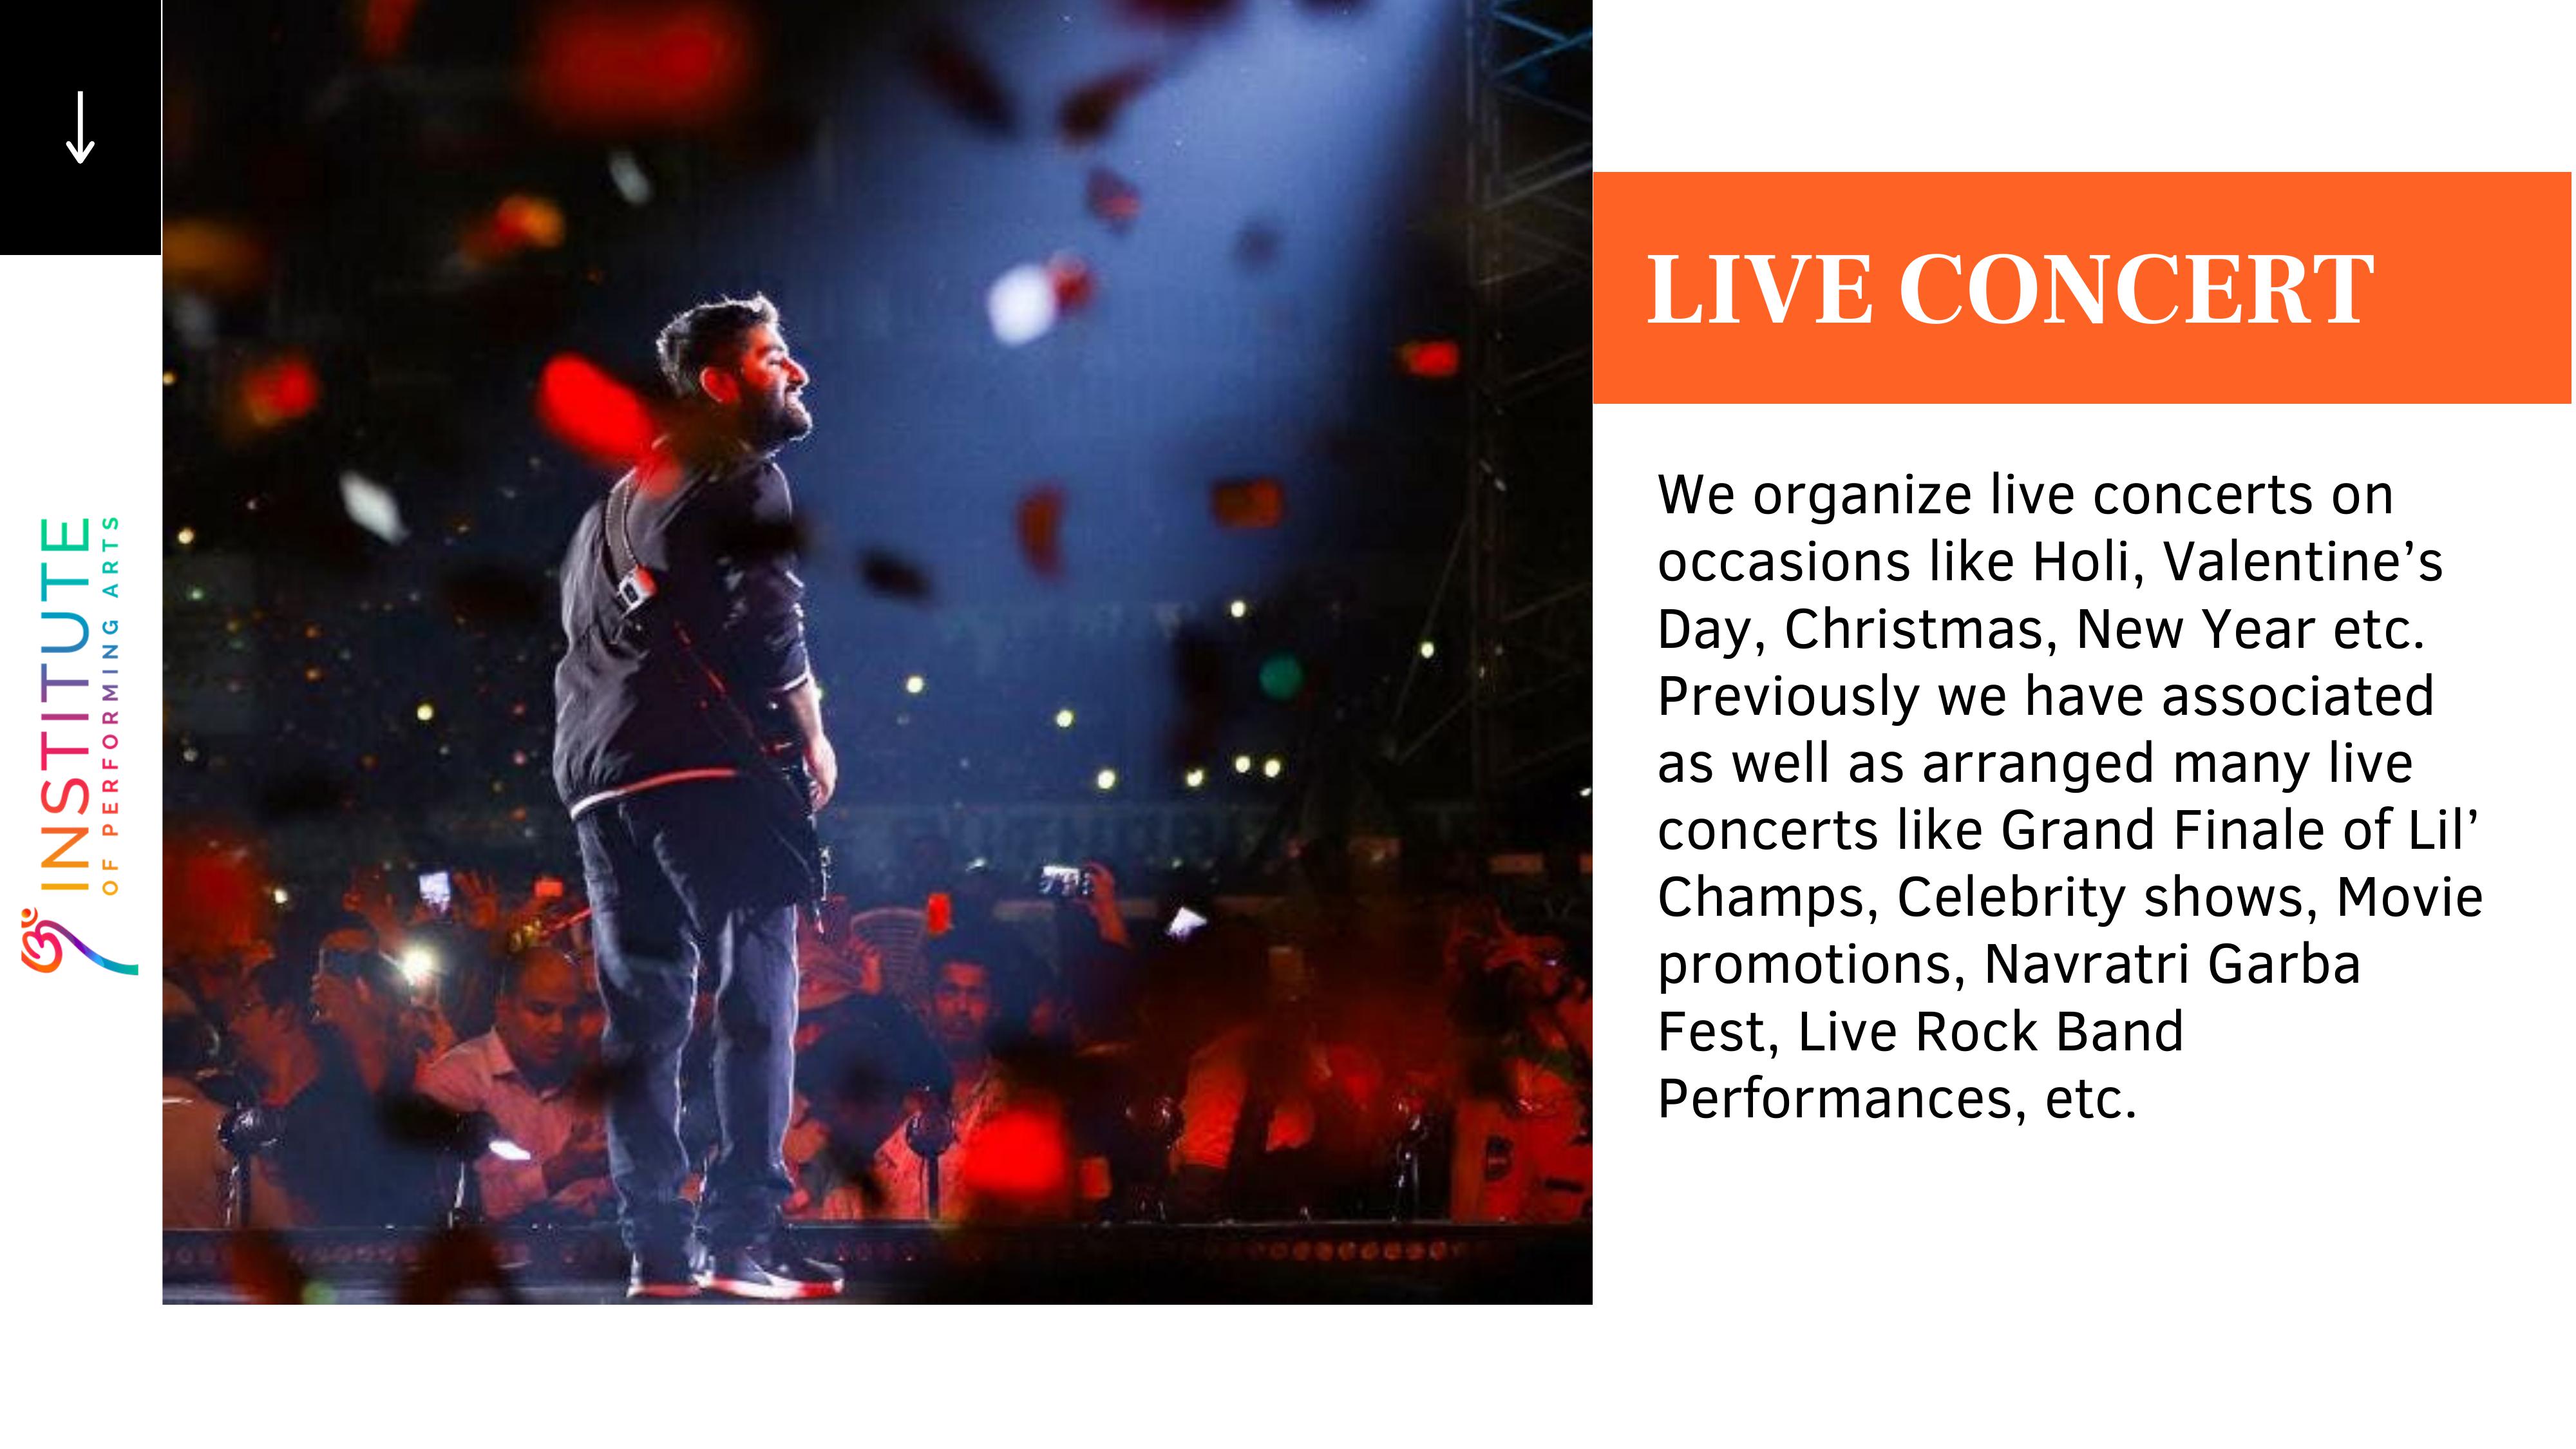 ॐ INSTITUTE
OF PERFORMING ARTS
LIVE CONCERT
We organize live concerts on
occasions like Holi, Valentine’s
Day, Christmas, New Year etc.
Previously we have associated
as well as arranged many live
concerts like Grand Finale of Lil’
Champs, Celebrity shows, Movie
promotions, Navratri Garba
Fest, Live Rock Band
Performances, etc.